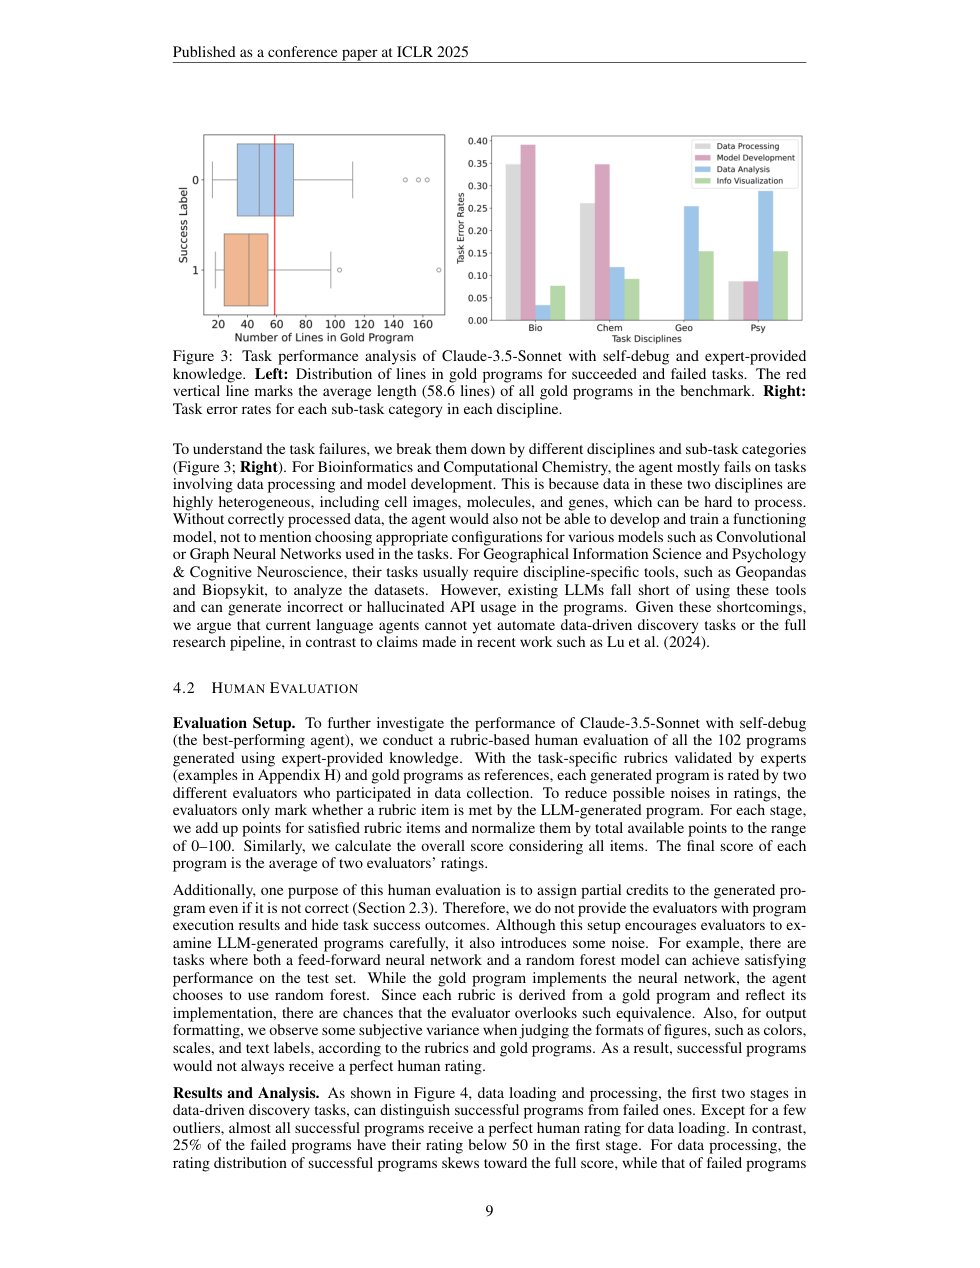 Published as a conference paper at ICLR 2025
Success Label
0
1
20 40 60 80 100 120 140 160
Number of Lines in Gold Program
Task Error Rates
0.40
0.35
0.30
0.25
0.20
0.15
0.10
0.05
0.00
Data Processing
Model Development
Data Analysis
Info Visualization
Bio Chem Geo Psy
Task Disciplines
Figure 3: Task performance analysis of Claude-3.5-Sonnet with self-debug and expert-provided
knowledge. Left: Distribution of lines in gold programs for succeeded and failed tasks. The red
vertical line marks the average length (58.6 lines) of all gold programs in the benchmark. Right:
Task error rates for each sub-task category in each discipline.
To understand the task failures, we break them down by different disciplines and sub-task categories
(Figure 3; Right). For Bioinformatics and Computational Chemistry, the agent mostly fails on tasks
involving data processing and model development. This is because data in these two disciplines are
highly heterogeneous, including cell images, molecules, and genes, which can be hard to process.
Without correctly processed data, the agent would also not be able to develop and train a functioning
model, not to mention choosing appropriate configurations for various models such as Convolutional
or Graph Neural Networks used in the tasks. For Geographical Information Science and Psychology
& Cognitive Neuroscience, their tasks usually require discipline-specific tools, such as Geopandas
and Biopsykit, to analyze the datasets. However, existing LLMs fall short of using these tools
and can generate incorrect or hallucinated API usage in the programs. Given these shortcomings,
we argue that current language agents cannot yet automate data-driven discovery tasks or the full
research pipeline, in contrast to claims made in recent work such as Lu et al. (2024).
4.2 HUMAN EVALUATION
Evaluation Setup. To further investigate the performance of Claude-3.5-Sonnet with self-debug
(the best-performing agent), we conduct a rubric-based human evaluation of all the 102 programs
generated using expert-provided knowledge. With the task-specific rubrics validated by experts
(examples in Appendix H) and gold programs as references, each generated program is rated by two
different evaluators who participated in data collection. To reduce possible noises in ratings, the
evaluators only mark whether a rubric item is met by the LLM-generated program. For each stage,
we add up points for satisfied rubric items and normalize them by total available points to the range
of 0–100. Similarly, we calculate the overall score considering all items. The final score of each
program is the average of two evaluators’ ratings.
Additionally, one purpose of this human evaluation is to assign partial credits to the generated pro-
gram even if it is not correct (Section 2.3). Therefore, we do not provide the evaluators with program
execution results and hide task success outcomes. Although this setup encourages evaluators to ex-
amine LLM-generated programs carefully, it also introduces some noise. For example, there are
tasks where both a feed-forward neural network and a random forest model can achieve satisfying
performance on the test set. While the gold program implements the neural network, the agent
chooses to use random forest. Since each rubric is derived from a gold program and reflect its
implementation, there are chances that the evaluator overlooks such equivalence. Also, for output
formatting, we observe some subjective variance when judging the formats of figures, such as colors,
scales, and text labels, according to the rubrics and gold programs. As a result, successful programs
would not always receive a perfect human rating.
Results and Analysis. As shown in Figure 4, data loading and processing, the first two stages in
data-driven discovery tasks, can distinguish successful programs from failed ones. Except for a few
outliers, almost all successful programs receive a perfect human rating for data loading. In contrast,
25% of the failed programs have their rating below 50 in the first stage. For data processing, the
rating distribution of successful programs skews toward the full score, while that of failed programs
9